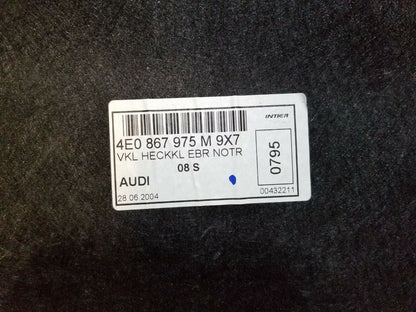 INTIER
4E0 867 975 M 9X7
VKL HECKKL EBR NOTR
08 S
AUDI
28.06.2004
0795
00432211